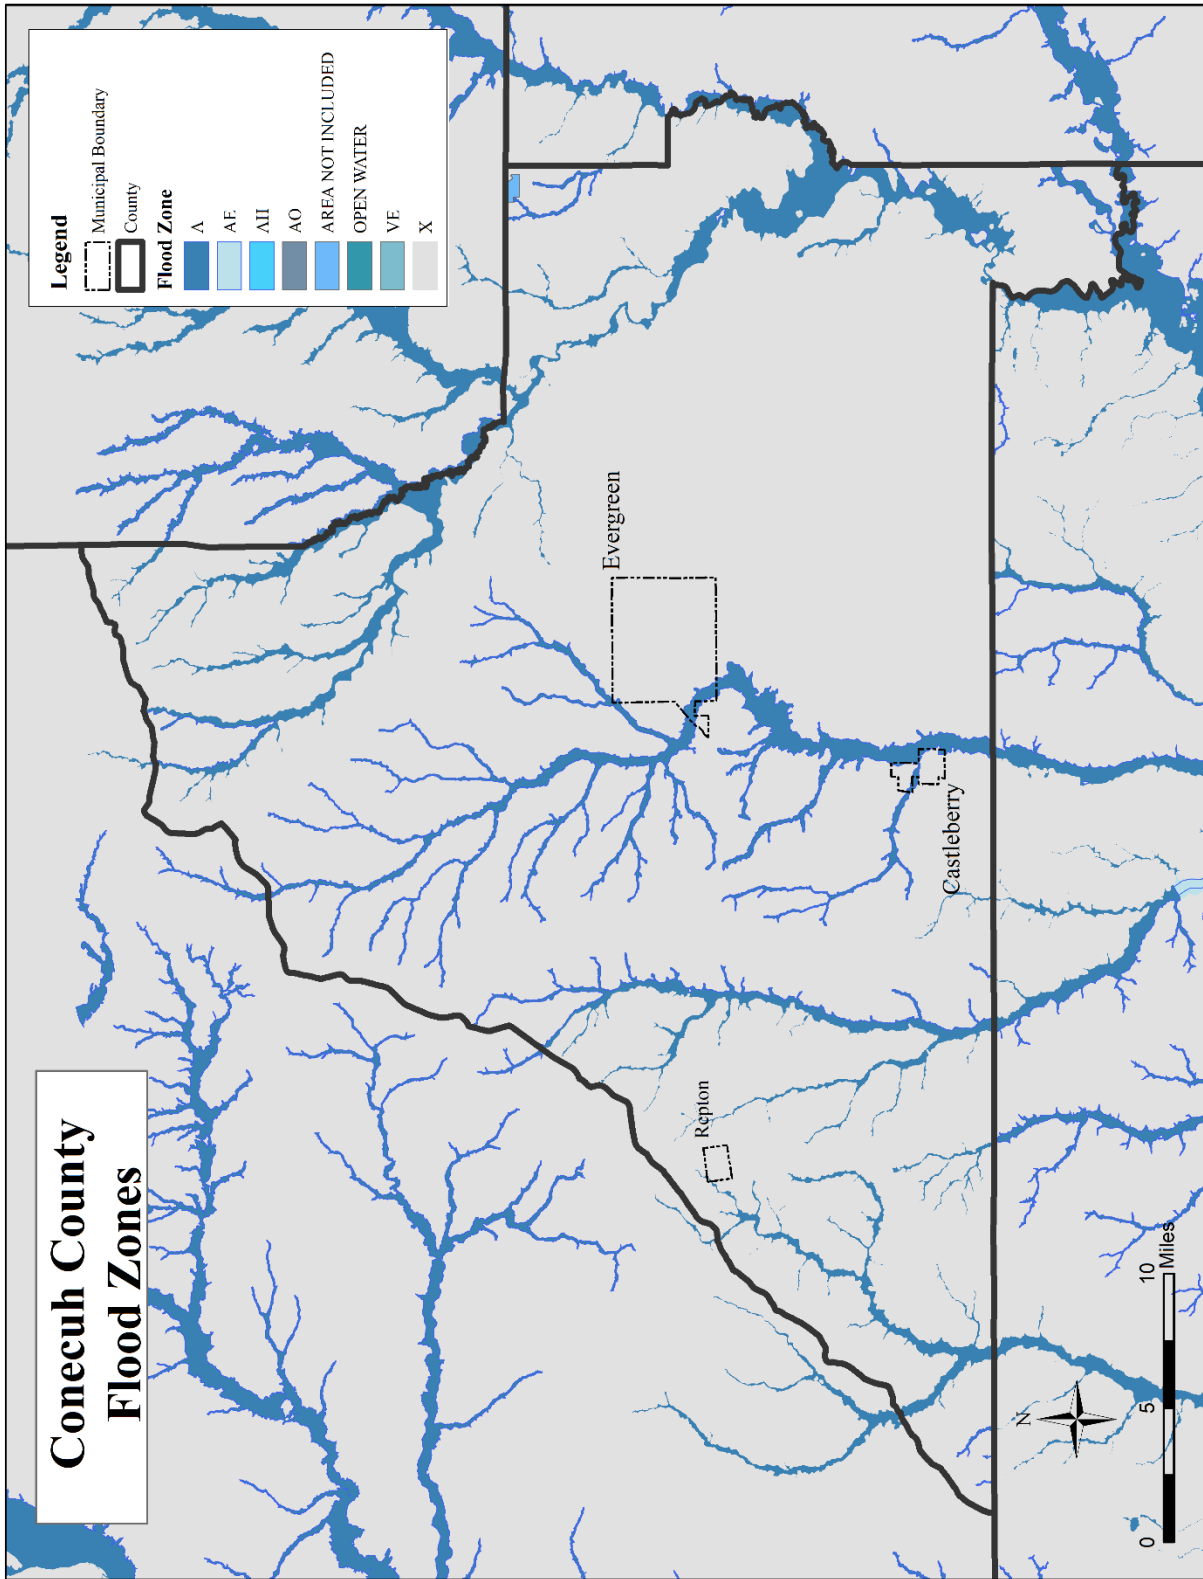 Conecuh County
Flood Zones
Legend
Municipal Boundary
County
Flood Zone
A
AE
AH
AO
AREA NOT INCLUDED
OPEN WATER
VE
X
Evergreen
Repton
Castleberry
N
0 5 10
Miles